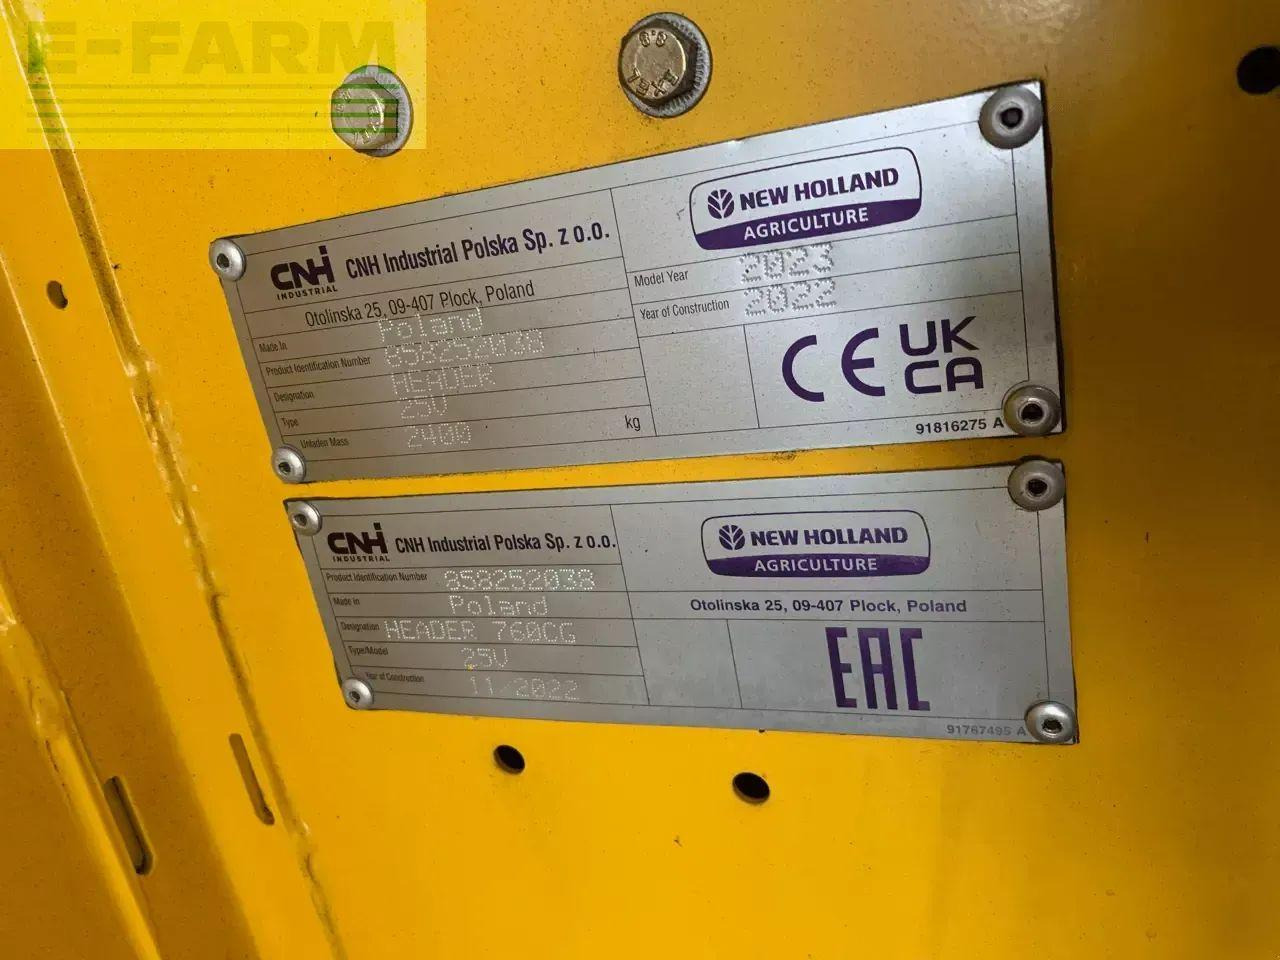 E-FARM
8.8
CNH INDUSTRIAL CNH Industrial Polska Sp. z o.o.
Otolinska 25, 09-407 Plock, Poland
Made In Poland
Product Identification Number 858252038
Designation HEADER
Type 25V
Unladen Mass 2400 kg
NEW HOLLAND
AGRICULTURE
Model Year 2023
Year of Construction 2022
CE UK CA
91816275 A
CNH INDUSTRIAL CNH Industrial Polska Sp. z o.o.
Product Identification Number 858252038
Made in Poland
Designation HEADER 760CG
Type/Model 25V
Year of Construction 11/2022
NEW HOLLAND
AGRICULTURE
Otolinska 25, 09-407 Plock, Poland
EAC
91767495 A